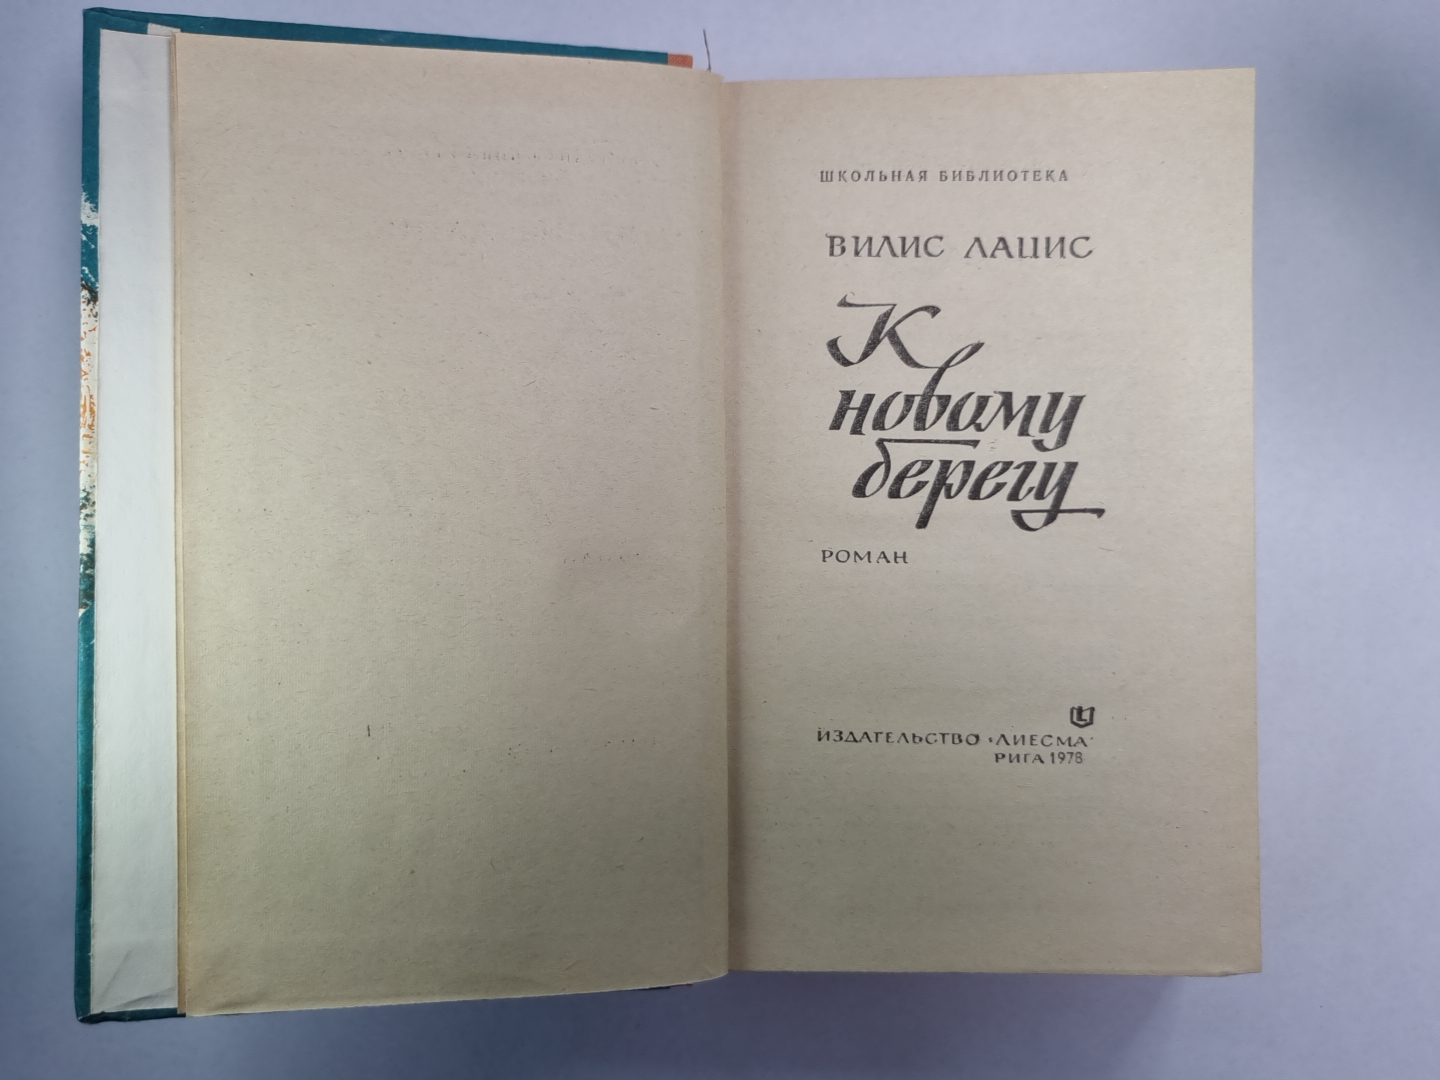 ШКОЛЬНАЯ БИБЛИОТЕКА
ВИЛИС ЛАЦИС
К
новому
берегу
РОМАН
L
ИЗДАТЕЛЬСТВО «ЛИЕСМА»
РИГА 1978